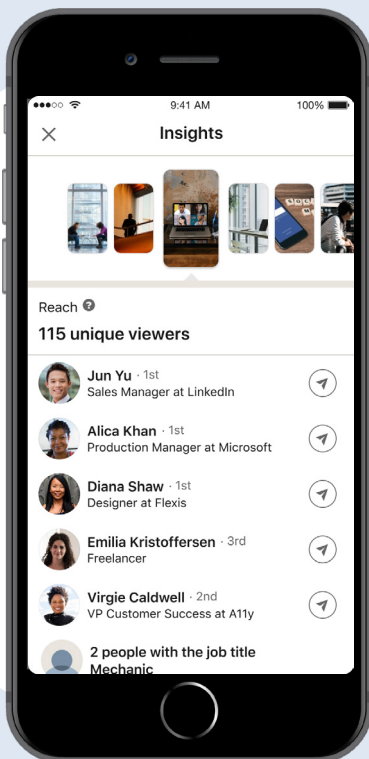 9:41 AM
100%
Insights
Reach
115 unique viewers
Jun Yu · 1st
Sales Manager at LinkedIn
Alica Khan · 1st
Production Manager at Microsoft
Diana Shaw · 1st
Designer at Flexis
Emilia Kristoffersen · 3rd
Freelancer
Virgie Caldwell · 2nd
VP Customer Success at A11y
2 people with the job title
Mechanic